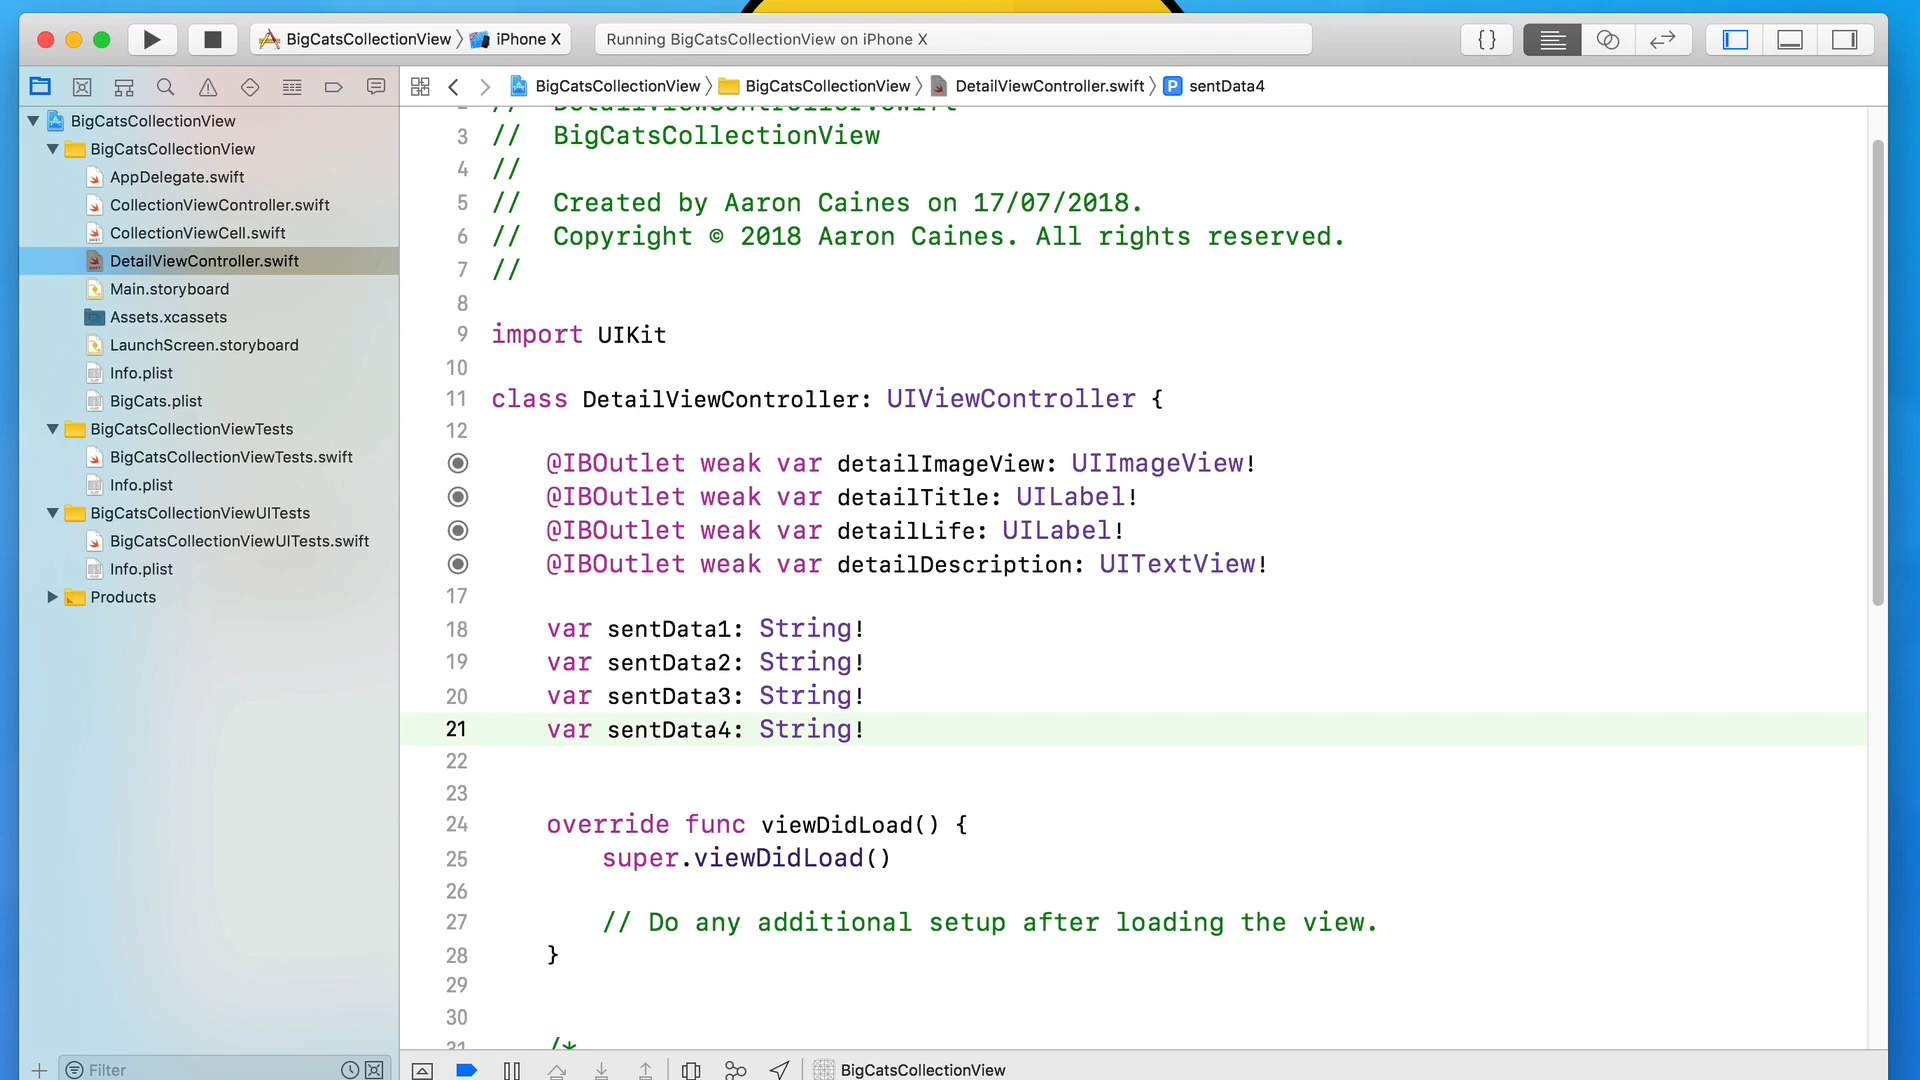 BigCatsCollectionView
iPhone X
Running BigCatsCollectionView on iPhone X
{}
BigCatsCollectionView
BigCatsCollectionView
DetailViewController.swift
sentData4
BigCatsCollectionView
BigCatsCollectionView
AppDelegate.swift
CollectionViewController.swift
CollectionViewCell.swift
DetailViewController.swift
Main.storyboard
Assets.xcassets
LaunchScreen.storyboard
Info.plist
BigCats.plist
BigCatsCollectionViewTests
BigCatsCollectionViewTests.swift
Info.plist
BigCatsCollectionViewUITests
BigCatsCollectionViewUITests.swift
Info.plist
Products
Filter
2 // DetailViewController.swift
3 // BigCatsCollectionView
4 //
5 // Created by Aaron Caines on 17/07/2018.
6 // Copyright © 2018 Aaron Caines. All rights reserved.
7 //
8
9 import UIKit
10
11 class DetailViewController: UIViewController {
12
@IBOutlet weak var detailImageView: UIImageView!
@IBOutlet weak var detailTitle: UILabel!
@IBOutlet weak var detailLife: UILabel!
@IBOutlet weak var detailDescription: UITextView!
17
18 var sentData1: String!
19 var sentData2: String!
20 var sentData3: String!
21 var sentData4: String!
22
23
24 override func viewDidLoad() {
25 super.viewDidLoad()
26
27 // Do any additional setup after loading the view.
28 }
29
30
31 /*
BigCatsCollectionView